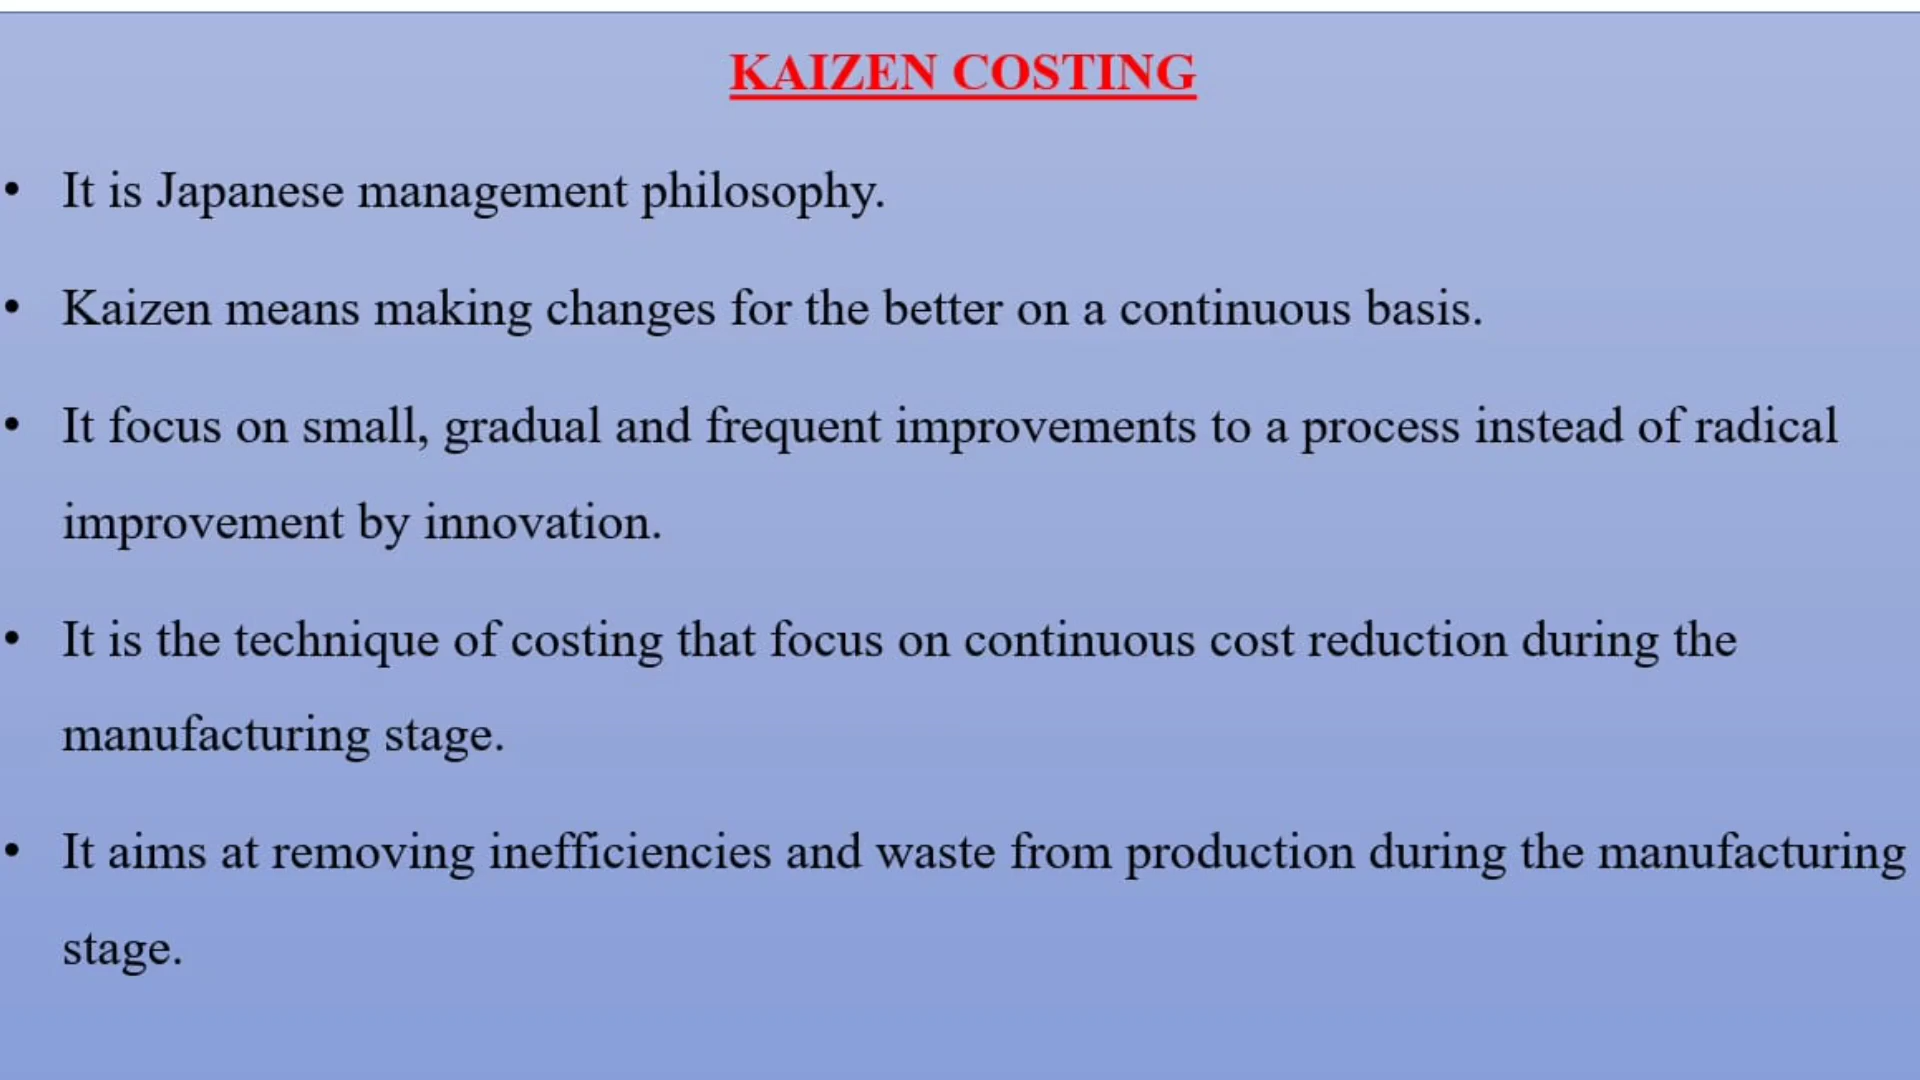 KAIZEN COSTING
• It is Japanese management philosophy.
• Kaizen means making changes for the better on a continuous basis.
• It focus on small, gradual and frequent improvements to a process instead of radical
improvement by innovation.
• It is the technique of costing that focus on continuous cost reduction during the
manufacturing stage.
• It aims at removing inefficiencies and waste from production during the manufacturing
stage.